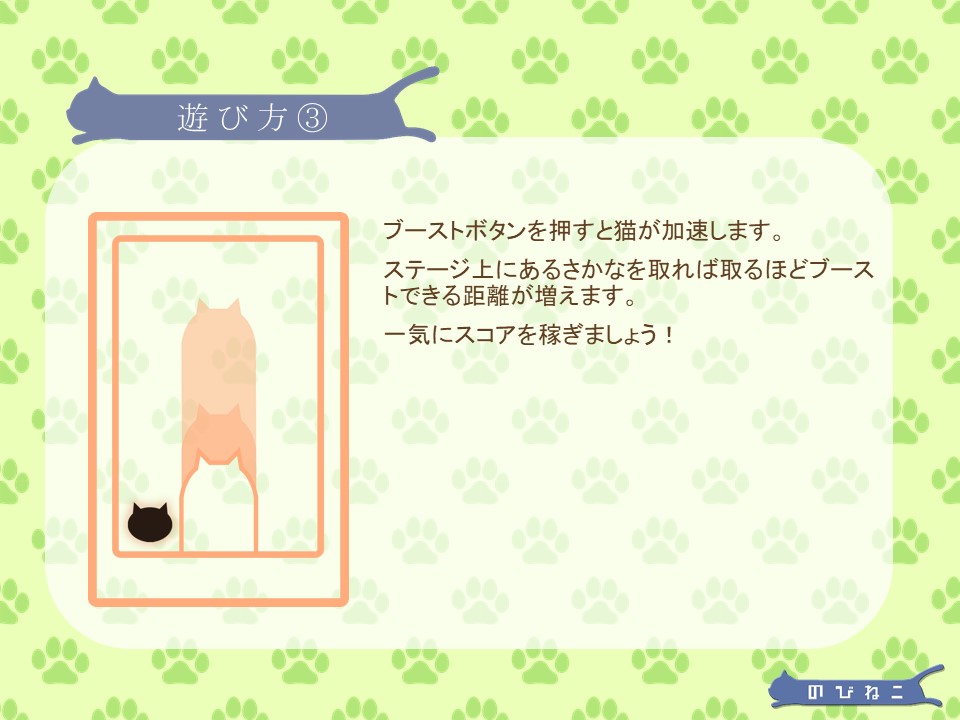 遊び方③
ブーストボタンを押すと猫が加速します。
ステージ上にあるさかなを取れば取るほどブース
トできる距離が増えます。
一気にスコアを稼ぎましょう！
のびねこ